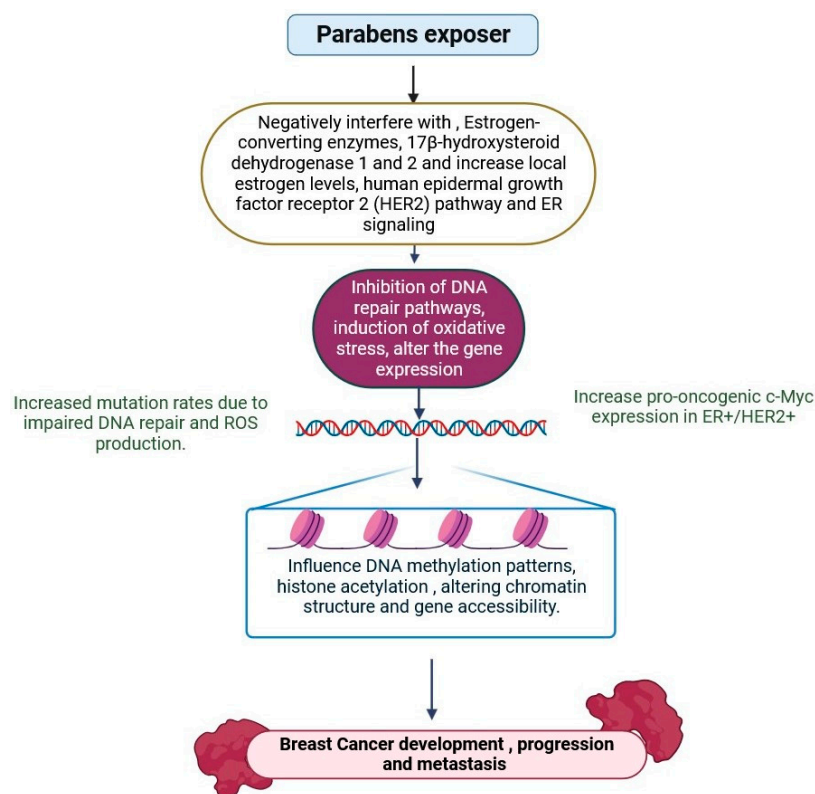 Parabens exposer
Negatively interfere with , Estrogen-
converting enzymes, 17β-hydroxysteroid
dehydrogenase 1 and 2 and increase local
estrogen levels, human epidermal growth
factor receptor 2 (HER2) pathway and ER
signaling
Inhibition of DNA
repair pathways,
induction of oxidative
stress, alter the gene
expression
Increased mutation rates due to
impaired DNA repair and ROS
production.
Increase pro-oncogenic c-Myc
expression in ER+/HER2+
Influence DNA methylation patterns,
histone acetylation , altering chromatin
structure and gene accessibility.
Breast Cancer development , progression
and metastasis